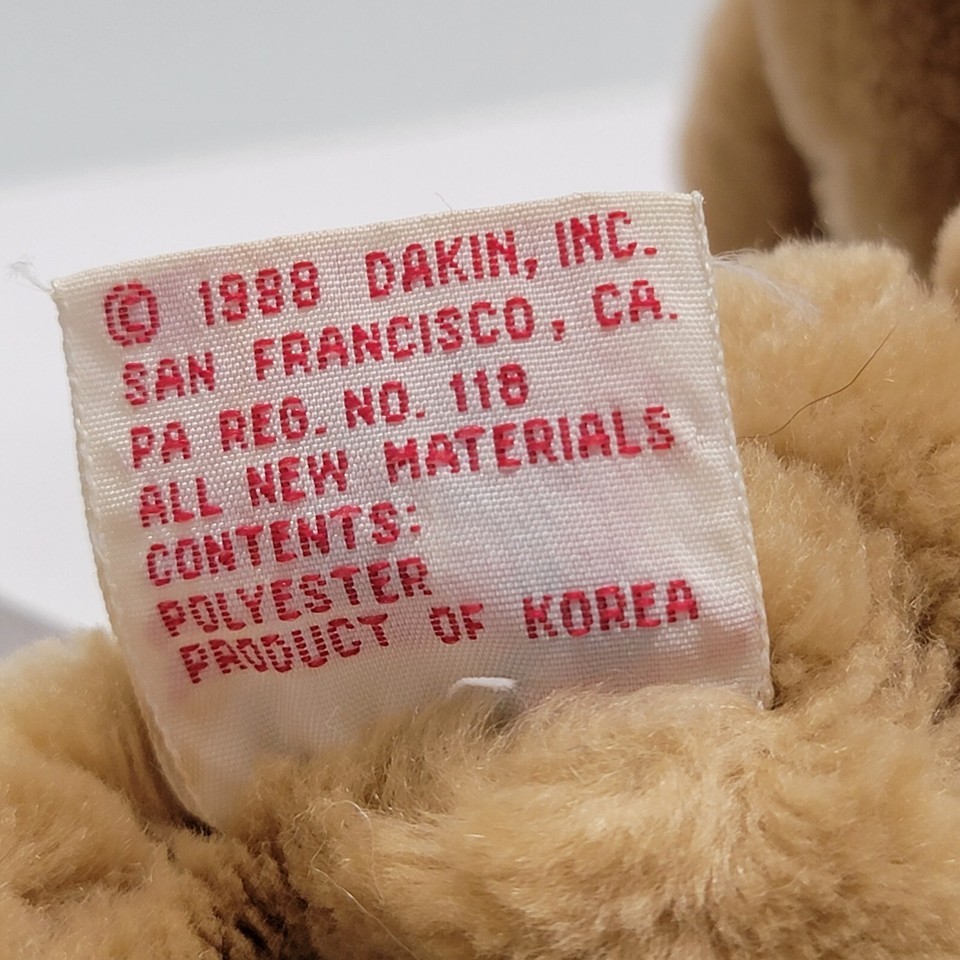 © 1988 DAKIN, INC.
SAN FRANCISCO, CA.
PA REG. NO. 118
ALL NEW MATERIALS
CONTENTS:
POLYESTER
PRODUCT OF KOREA